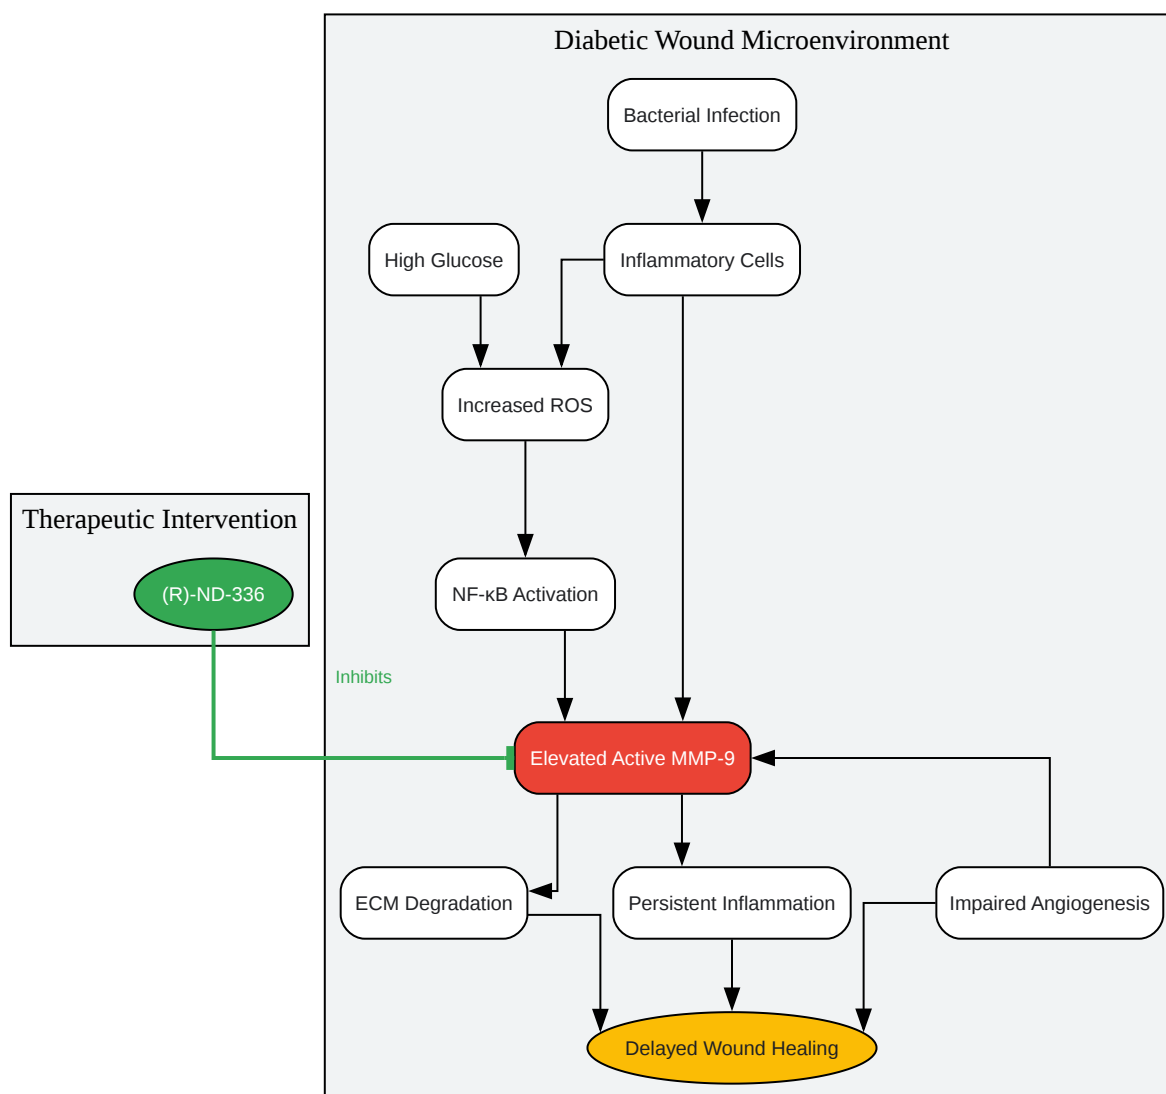 Diabetic Wound Microenvironment
Bacterial Infection
High Glucose
Inflammatory Cells
Increased ROS
Therapeutic Intervention
(R)-ND-336
NF-κB Activation
Inhibits
Elevated Active MMP-9
ECM Degradation
Persistent Inflammation
Impaired Angiogenesis
Delayed Wound Healing